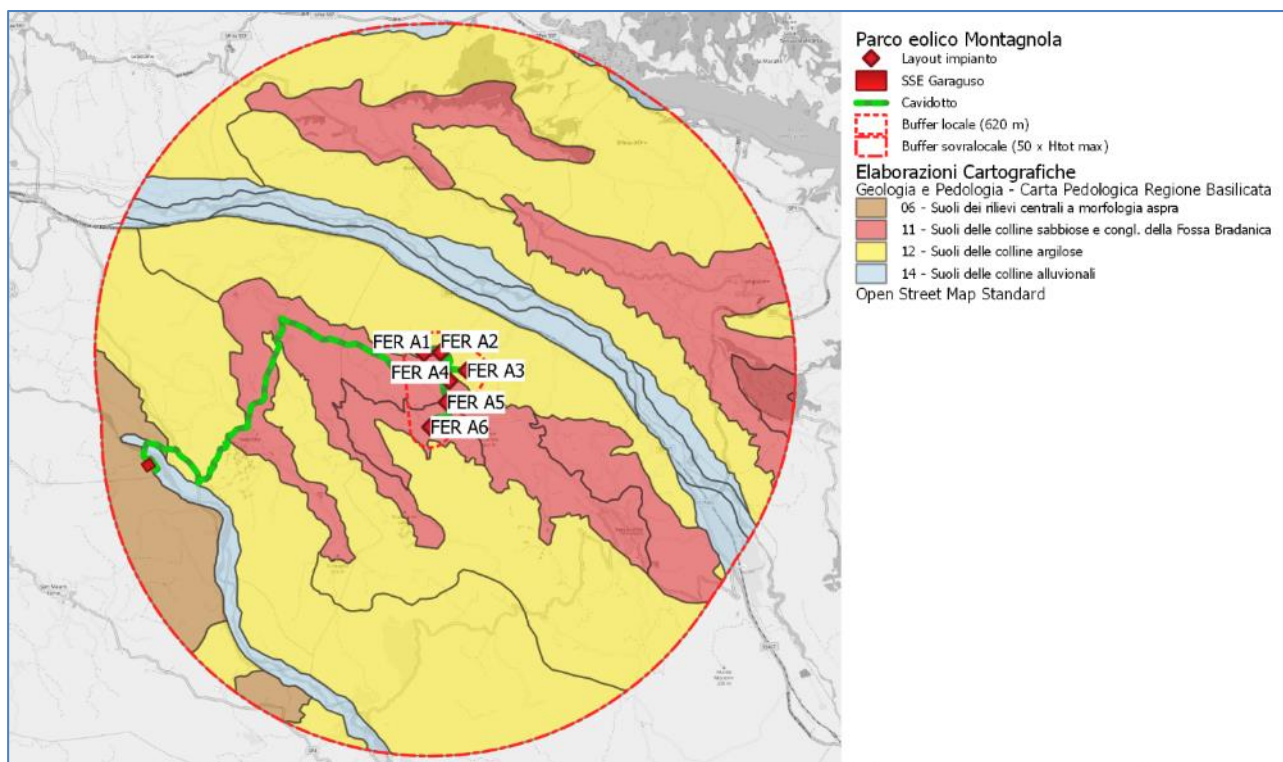 Parco eolico Montagnola
Layout impianto
SSE Garaguso
Cavidotto
Buffer locale (620 m)
Buffer sovralocale (50 x Htot max)
Elaborazioni Cartografiche
Geologia e Pedologia - Carta Pedologica Regione Basilicata
06 - Suoli dei rilievi centrali a morfologia aspra
11 - Suoli delle colline sabbiose e congl. della Fossa Bradanica
12 - Suoli delle colline argilose
14 - Suoli delle colline alluvionali
Open Street Map Standard
FER A1
FER A2
FER A4
FER A3
FER A5
FER A6